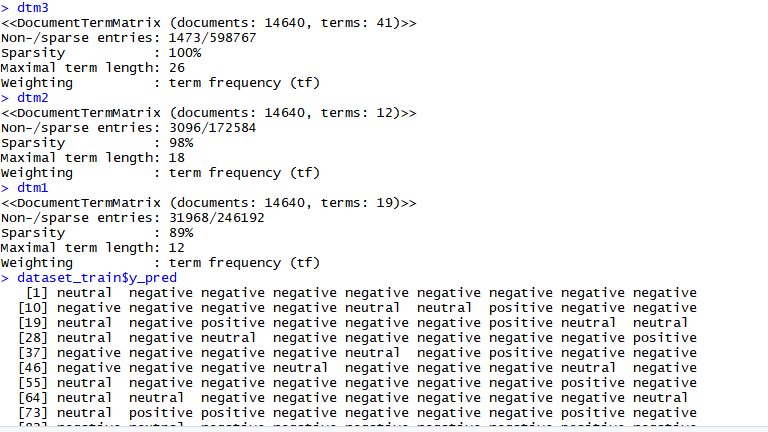 > dtm3
<<DocumentTermMatrix (documents: 14640, terms: 41)>>
Non-/sparse entries: 1473/598767
Sparsity           : 100%
Maximal term length: 26
Weighting          : term frequency (tf)
> dtm2
<<DocumentTermMatrix (documents: 14640, terms: 12)>>
Non-/sparse entries: 3096/172584
Sparsity           : 98%
Maximal term length: 18
Weighting          : term frequency (tf)
> dtm1
<<DocumentTermMatrix (documents: 14640, terms: 19)>>
Non-/sparse entries: 31968/246192
Sparsity           : 89%
Maximal term length: 12
Weighting          : term frequency (tf)
> dataset_train$y_pred
[1] neutral  negative negative negative negative negative negative negative negative
[10] negative negative negative negative neutral  neutral  positive negative negative
[19] neutral  negative positive negative negative negative positive neutral  neutral
[28] neutral  negative neutral  negative negative negative negative negative positive
[37] negative negative negative negative neutral  negative positive negative negative
[46] negative negative negative neutral  negative negative negative neutral  negative
[55] neutral  negative negative negative negative negative negative positive negative
[64] neutral  neutral  negative negative negative negative negative negative neutral
[73] neutral  positive positive negative negative negative negative positive negative